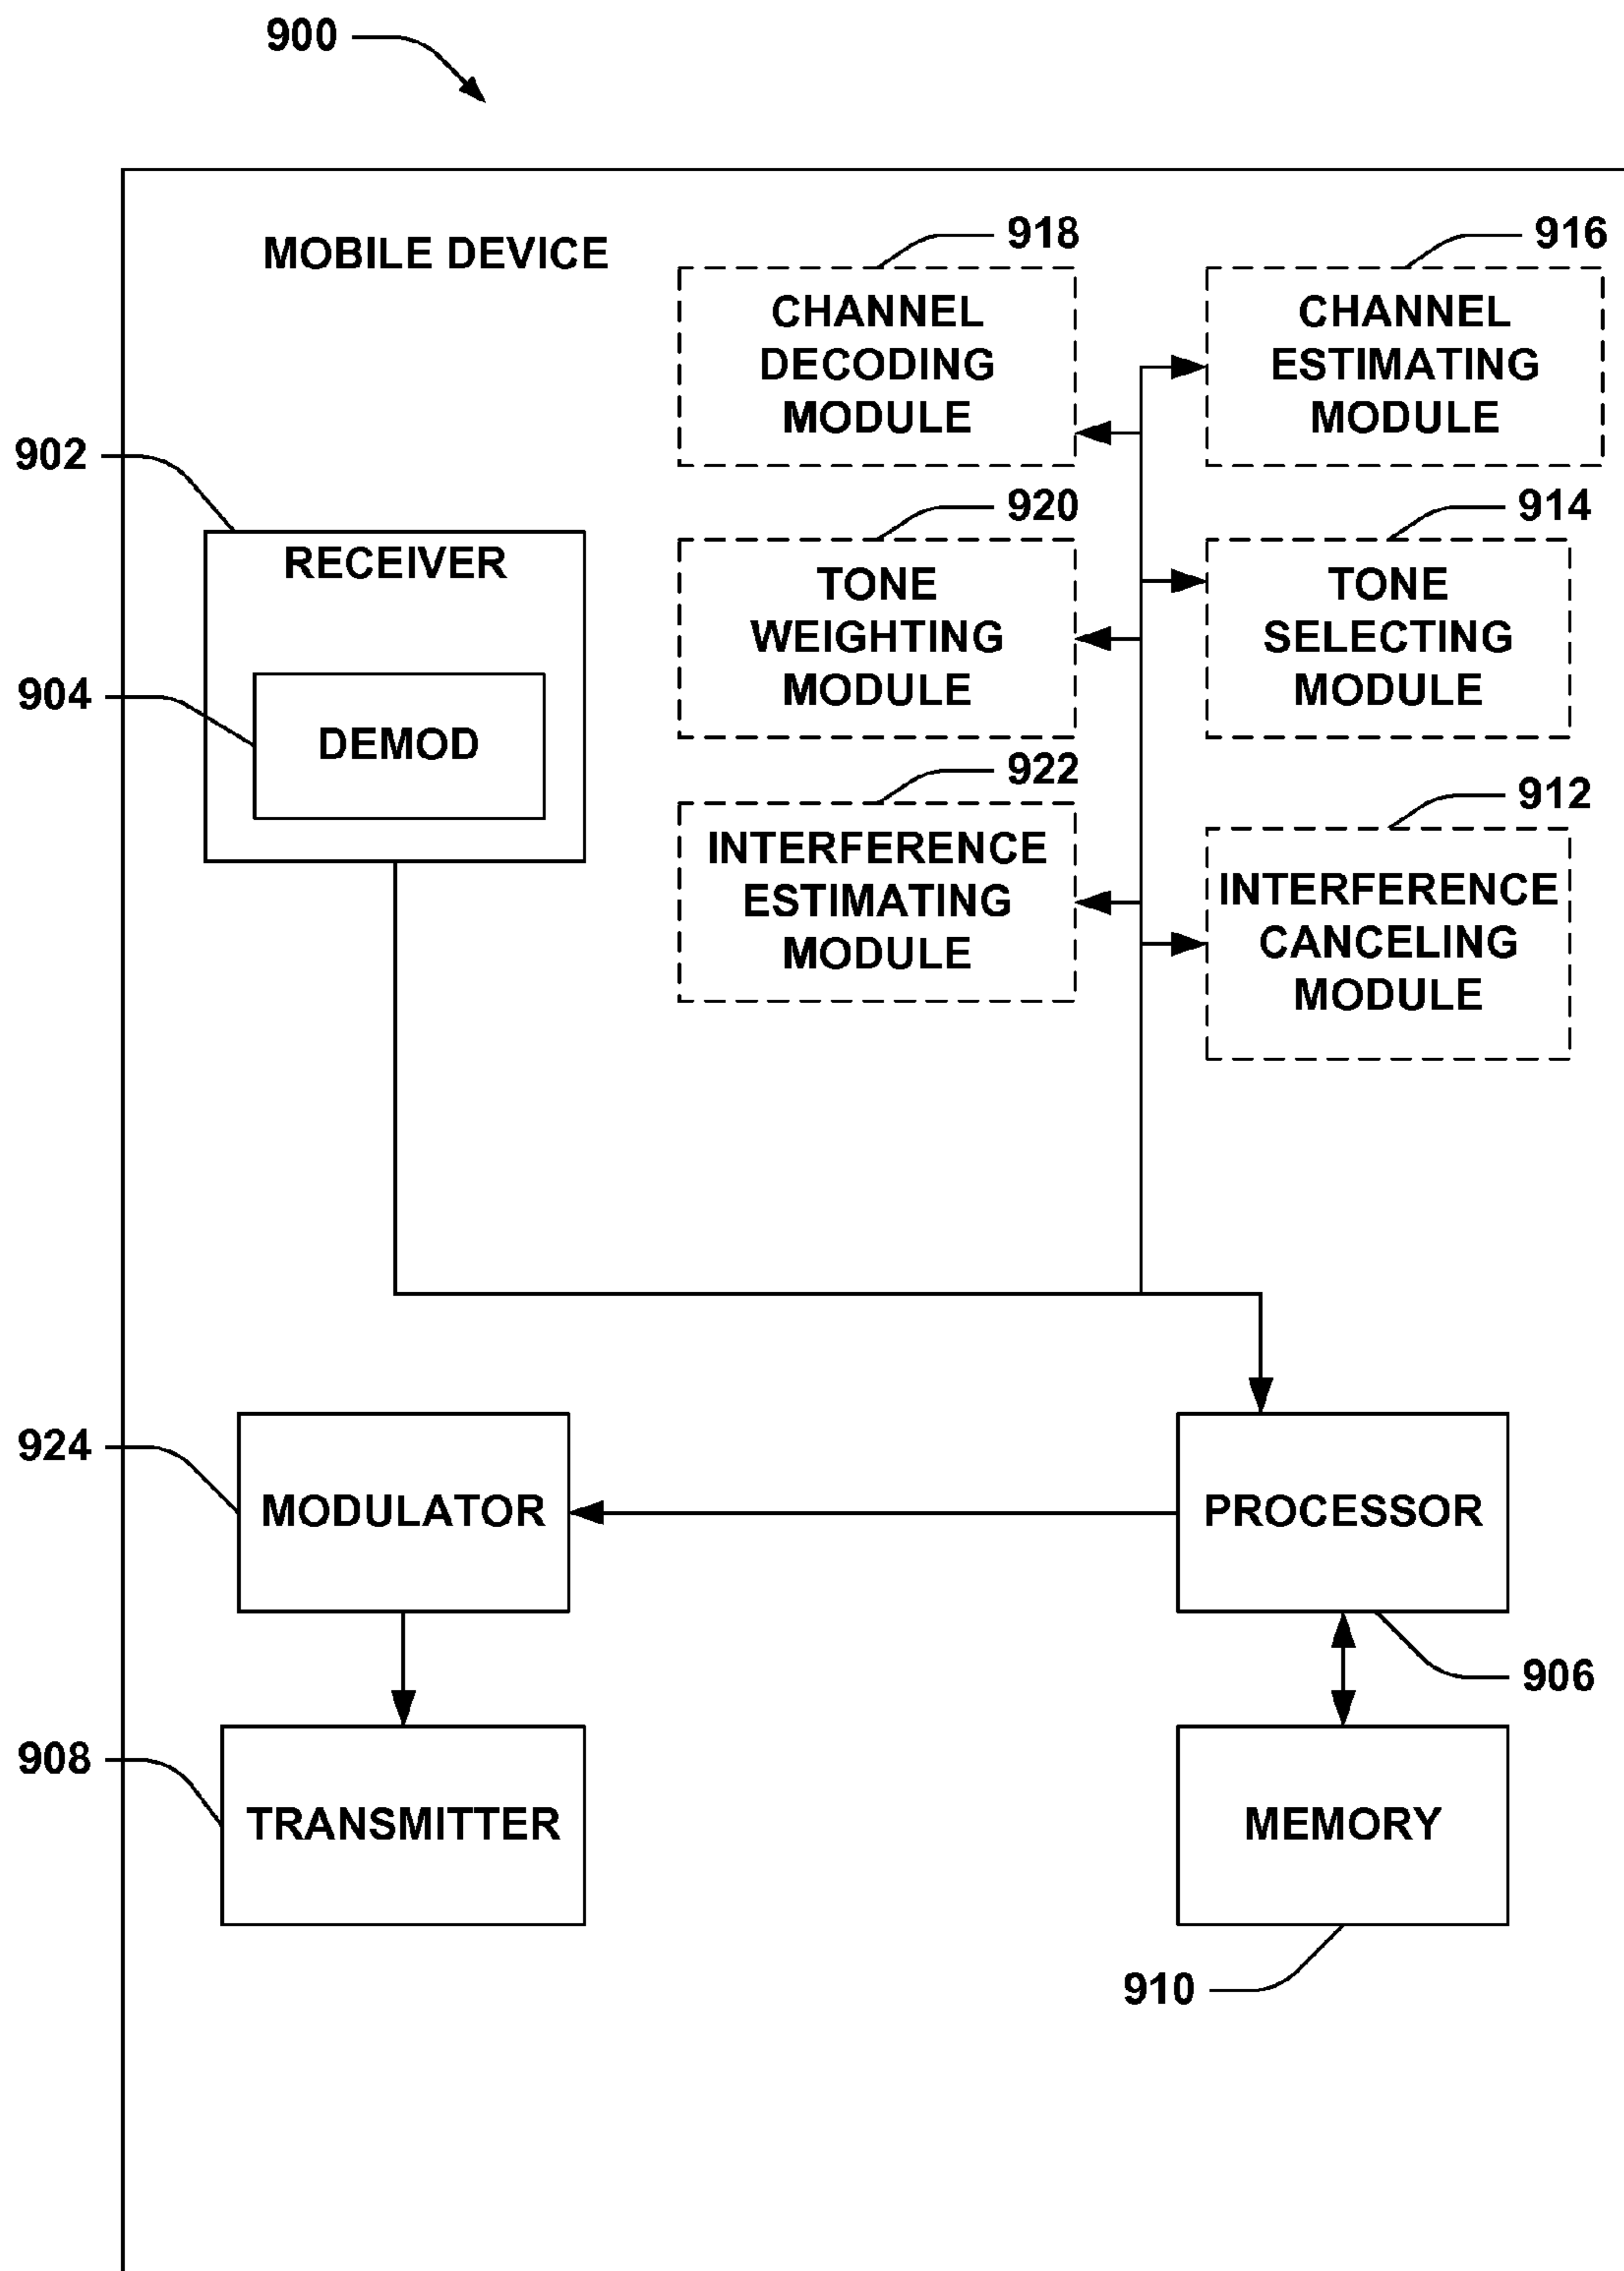 900
MOBILE DEVICE
918
916
CHANNEL
DECODING
MODULE
CHANNEL
ESTIMATING
MODULE
902
920
914
RECEIVER
TONE
WEIGHTING
MODULE
TONE
SELECTING
MODULE
904
DEMOD
922
912
INTERFERENCE
ESTIMATING
MODULE
INTERFERENCE
CANCELING
MODULE
924
MODULATOR
PROCESSOR
906
908
TRANSMITTER
MEMORY
910